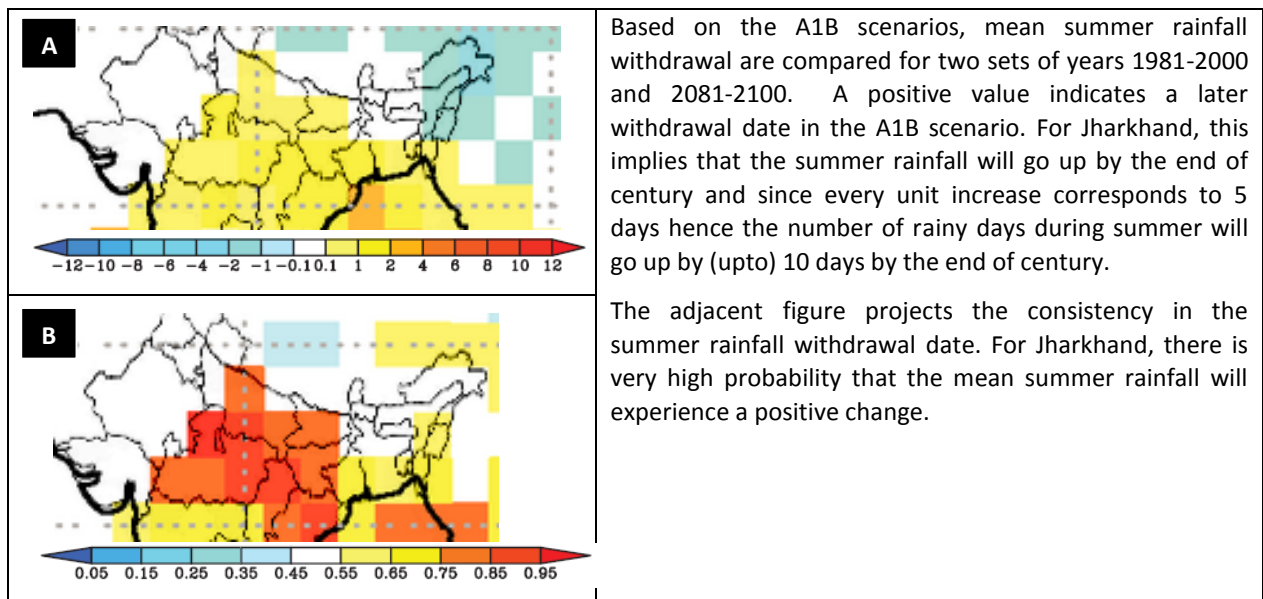 A
-12-10 -8 -6 -4 -2 -1 -0.10.1 1 2 4 6 8 10 12
Based on the A1B scenarios, mean summer rainfall
withdrawal are compared for two sets of years 1981-2000
and 2081-2100. A positive value indicates a later
withdrawal date in the A1B scenario. For Jharkhand, this
implies that the summer rainfall will go up by the end of
century and since every unit increase corresponds to 5
days hence the number of rainy days during summer will
go up by (upto) 10 days by the end of century.
B
0.05 0.15 0.25 0.35 0.45 0.55 0.65 0.75 0.85 0.95
The adjacent figure projects the consistency in the
summer rainfall withdrawal date. For Jharkhand, there is
very high probability that the mean summer rainfall will
experience a positive change.